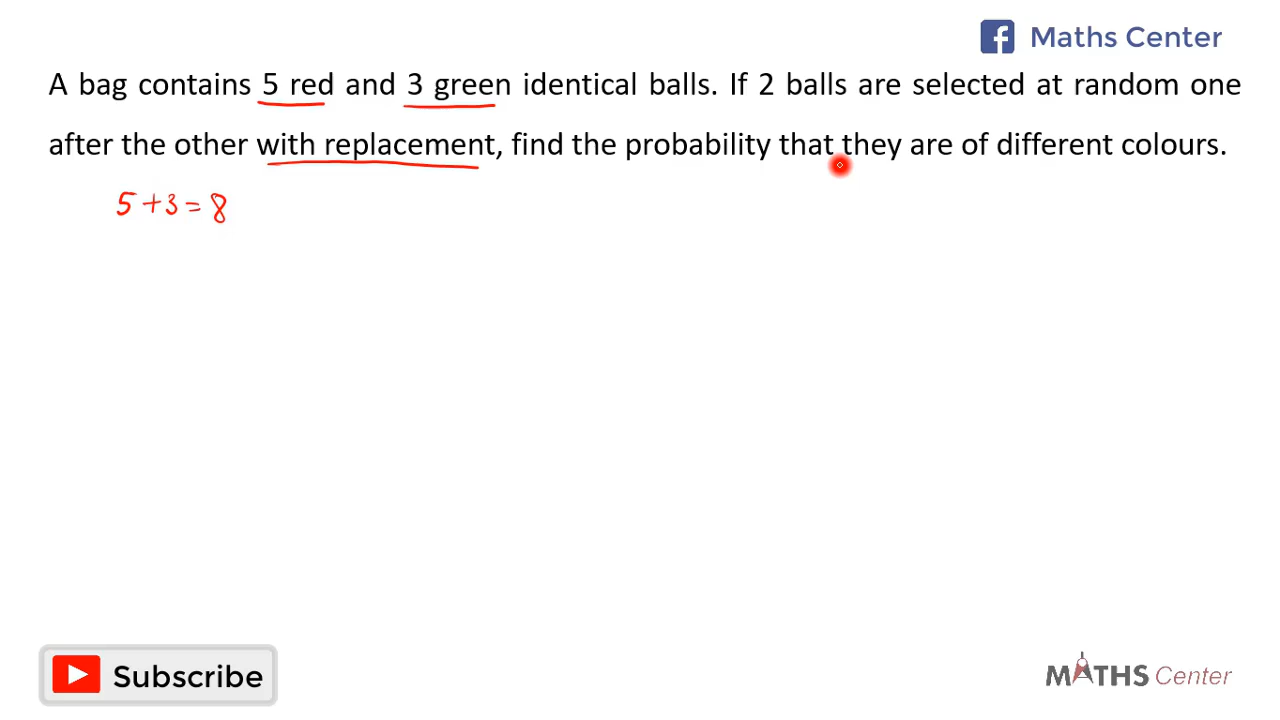 Maths Center
A bag contains 5 red and 3 green identical balls. If 2 balls are selected at random one
after the other with replacement, find the probability that they are of different colours.
5 + 3 = 8
Subscribe
MATHS Center